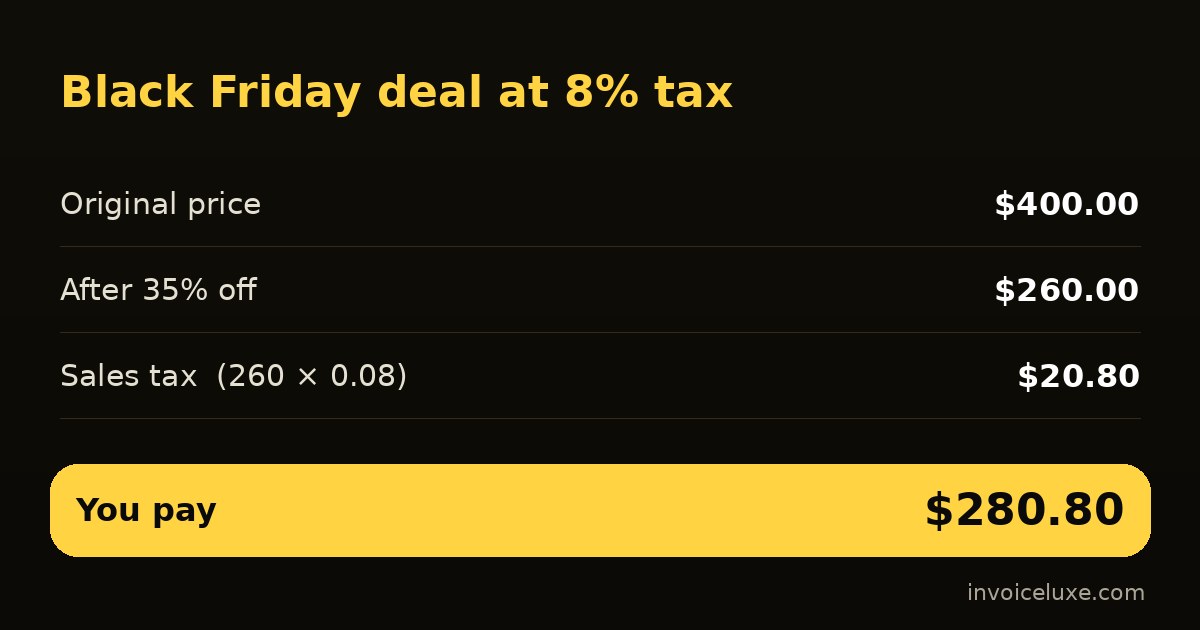 Black Friday deal at 8% tax
Original price $400.00
After 35% off $260.00
Sales tax (260 × 0.08) $20.80
You pay $280.80
invoiceluxe.com